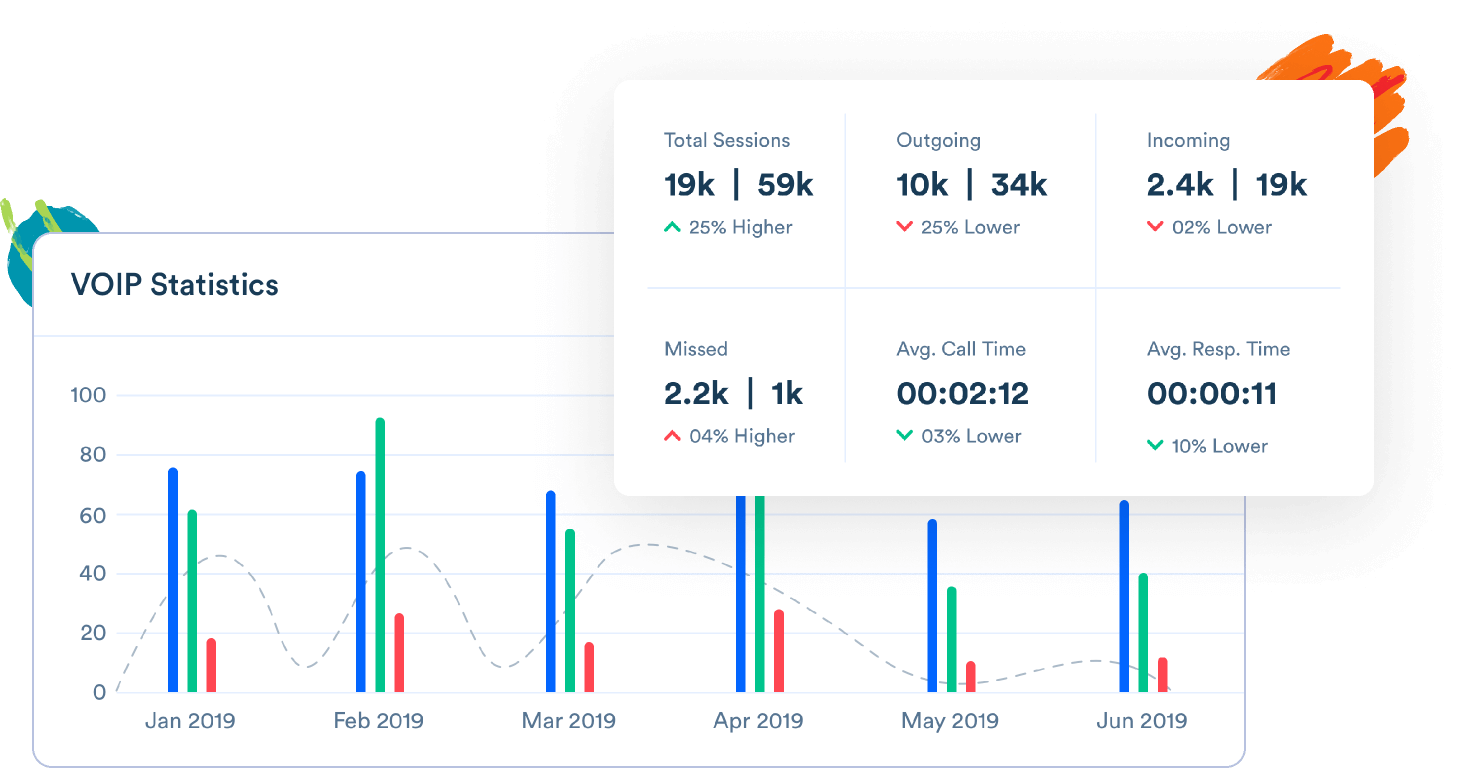 Total Sessions
19k | 59k
25% Higher
Outgoing
10k | 34k
25% Lower
Incoming
2.4k | 19k
02% Lower
Missed
2.2k | 1k
04% Higher
Avg. Call Time
00:02:12
03% Lower
Avg. Resp. Time
00:00:11
10% Lower
VOIP Statistics
100
80
60
40
20
0
Jan 2019
Feb 2019
Mar 2019
Apr 2019
May 2019
Jun 2019